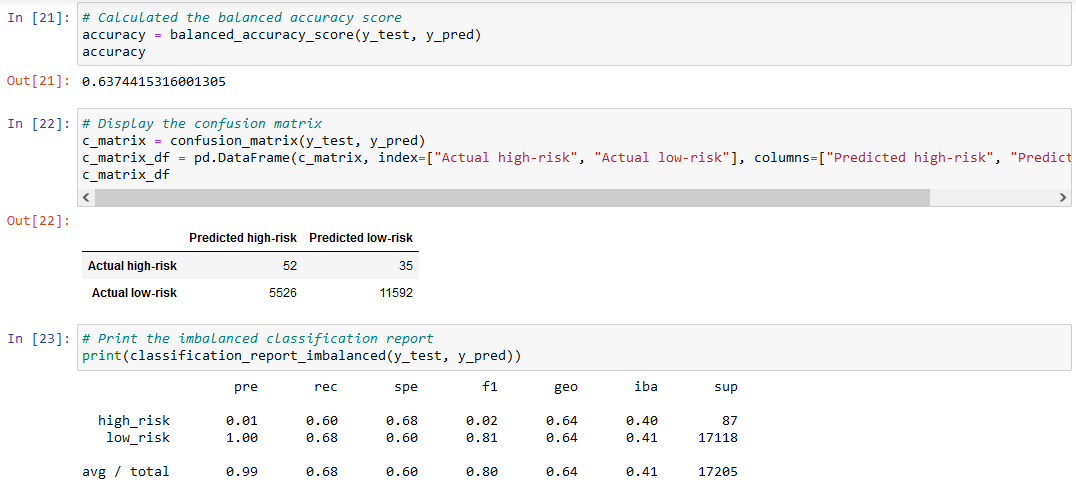 In [21]: # Calculated the balanced accuracy score
accuracy = balanced_accuracy_score(y_test, y_pred)
accuracy
Out[21]: 0.6374415316001305
In [22]: # Display the confusion matrix
c_matrix = confusion_matrix(y_test, y_pred)
c_matrix_df = pd.DataFrame(c_matrix, index=["Actual high-risk", "Actual low-risk"], columns=["Predicted high-risk", "Predict
c_matrix_df
Out[22]:
Predicted high-risk Predicted low-risk
Actual high-risk 52 35
Actual low-risk 5526 11592
In [23]: # Print the imbalanced classification report
print(classification_report_imbalanced(y_test, y_pred))
pre rec spe f1 geo iba sup
high_risk 0.01 0.60 0.68 0.02 0.64 0.40 87
low_risk 1.00 0.68 0.60 0.81 0.64 0.41 17118
avg / total 0.99 0.68 0.60 0.80 0.64 0.41 17205